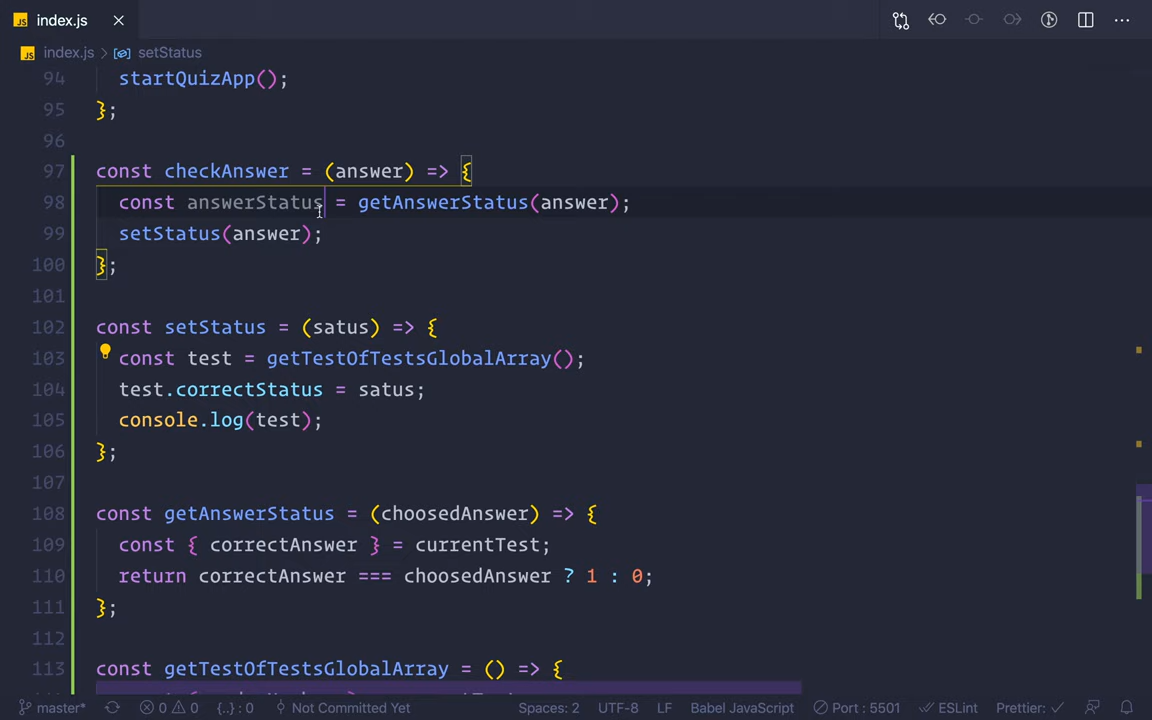 JS index.js
JS index.js > setStatus
94 startQuizApp();
95 };
96
97 const checkAnswer = (answer) => {
98 const answerStatus = getAnswerStatus(answer);
99 setStatus(answer);
100 };
101
102 const setStatus = (satus) => {
103 const test = getTestOfTestsGlobalArray();
104 test.correctStatus = satus;
105 console.log(test);
106 };
107
108 const getAnswerStatus = (choosedAnswer) => {
109 const { correctAnswer } = currentTest;
110 return correctAnswer === choosedAnswer ? 1 : 0;
111 };
112
113 const getTestOfTestsGlobalArray = () => {
master* 0 0 {..} : 0 Not Committed Yet Spaces: 2 UTF-8 LF Babel JavaScript Port : 5501 ESLint Prettier: ✓